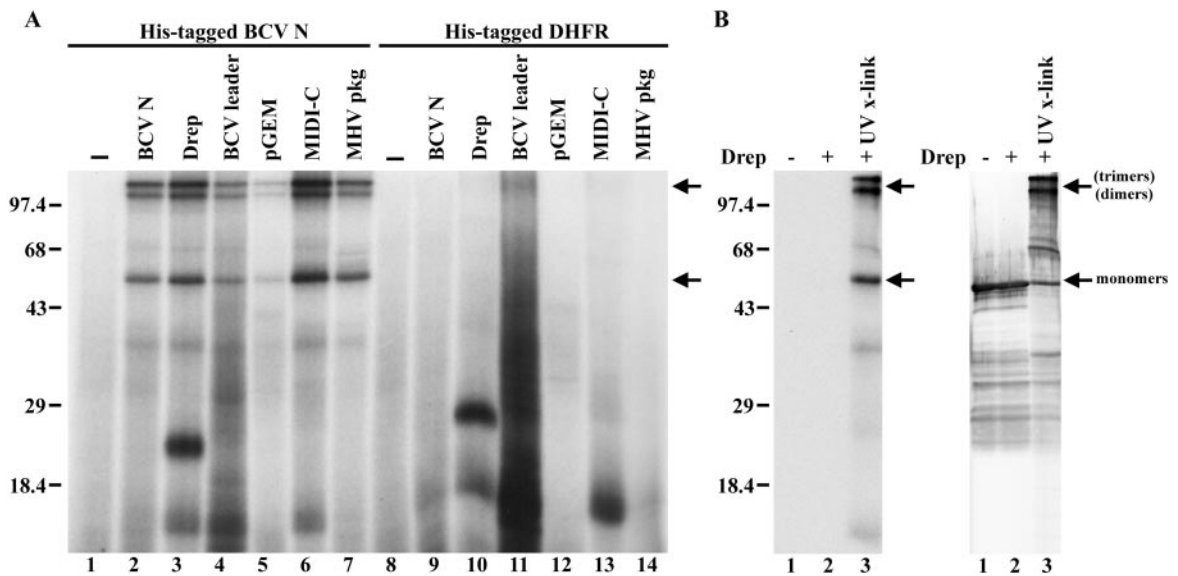 A
B
His-tagged BCV N
His-tagged DHFR
–
BCV N
Drep
BCV leader
pGEM
MIDI-C
MHV pkg
–
BCV N
Drep
BCV leader
pGEM
MIDI-C
MHV pkg
97.4
68
43
29
18.4
1 2 3 4 5 6 7 8 9 10 11 12 13 14
UV x-link
Drep - + +
97.4
68
43
29
18.4
1 2 3
UV x-link
Drep - + +
(trimers)
(dimers)
monomers
1 2 3